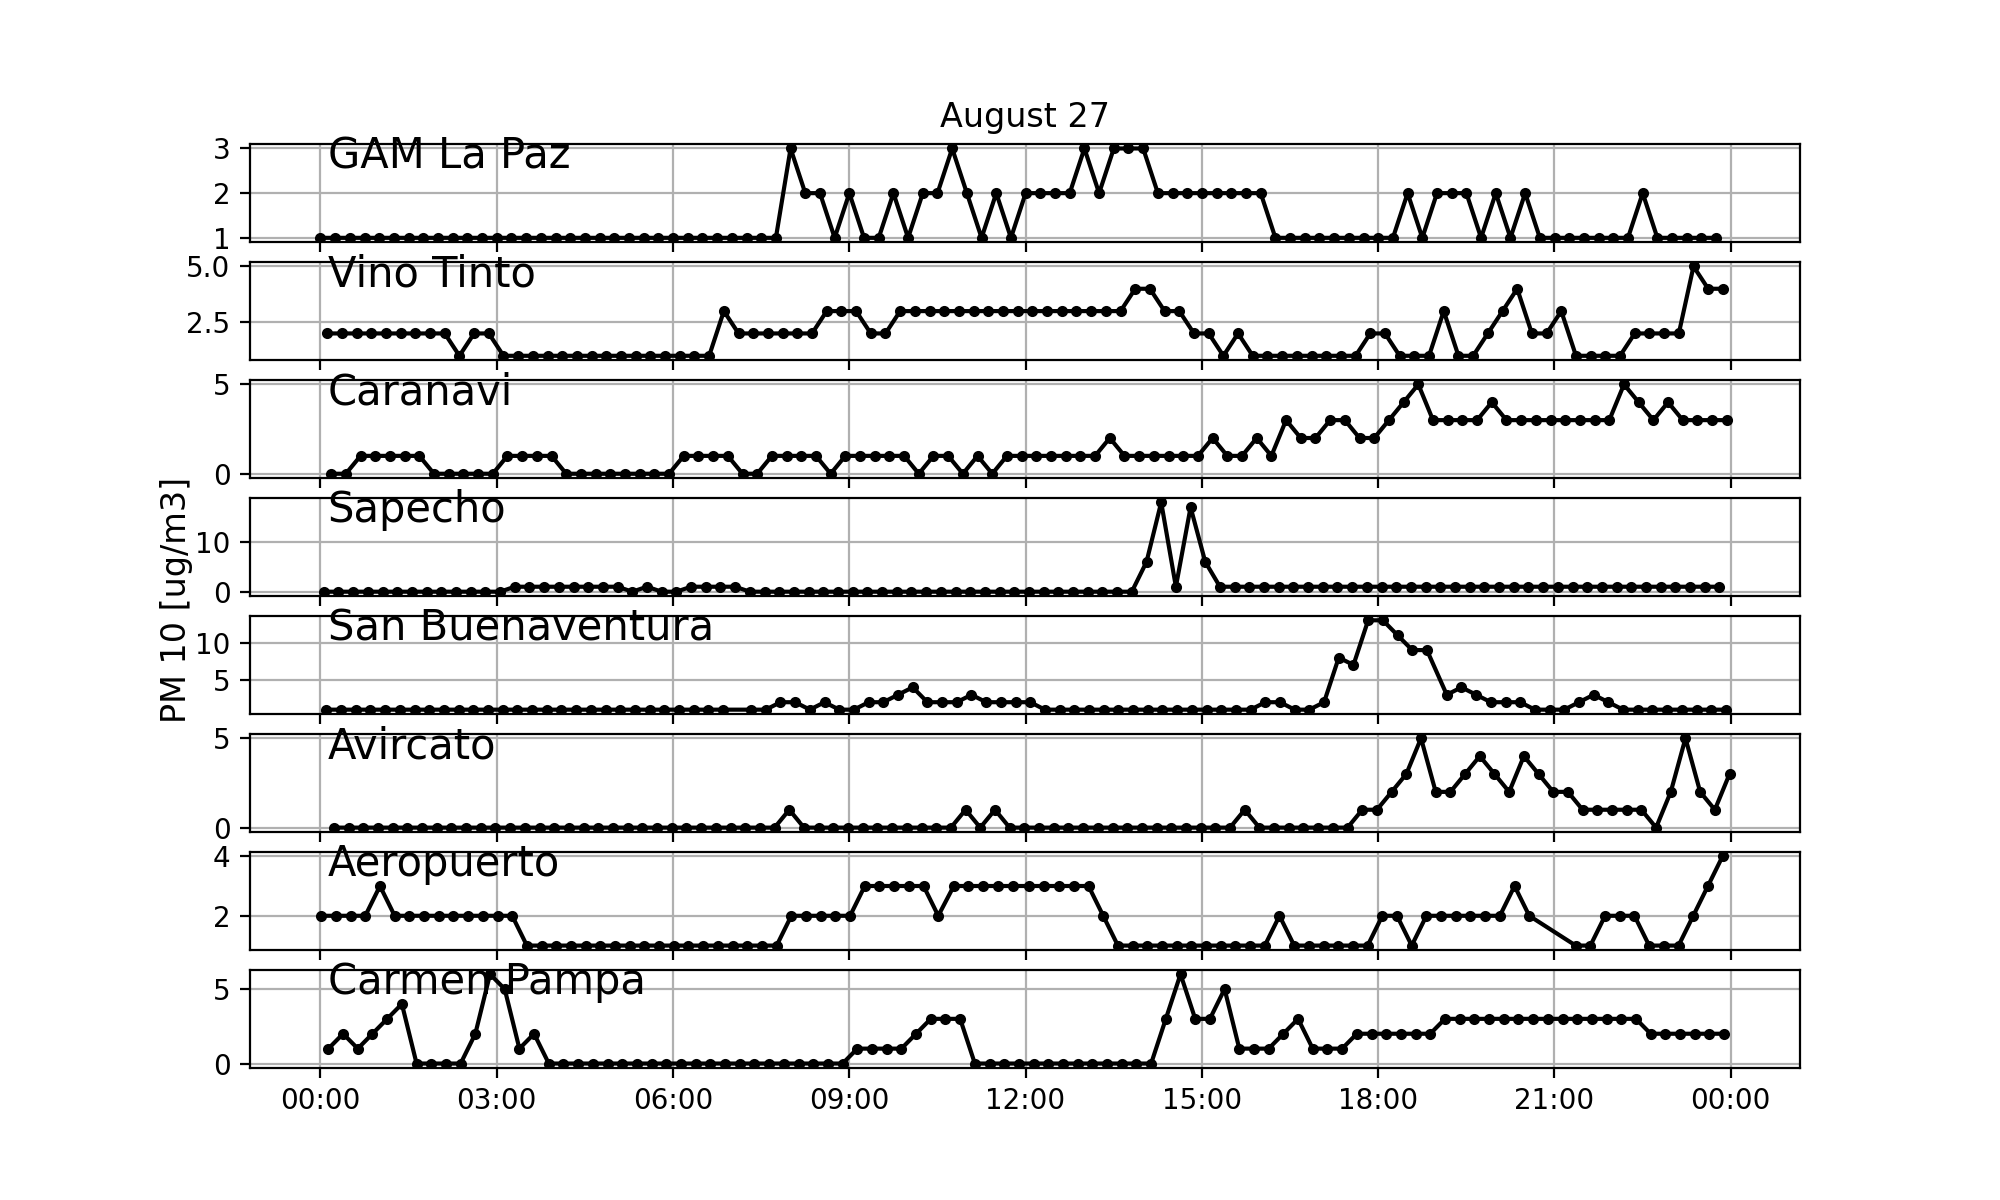 August 27
PM 10 [ug/m3]
GAM La Paz
3
2
1
Vino Tinto
5.0
2.5
Caranavi
5
0
Sapecho
10
0
San Buenaventura
10
5
Avircato
5
0
Aeropuerto
4
2
Carmen Pampa
5
0
00:00 03:00 06:00 09:00 12:00 15:00 18:00 21:00 00:00